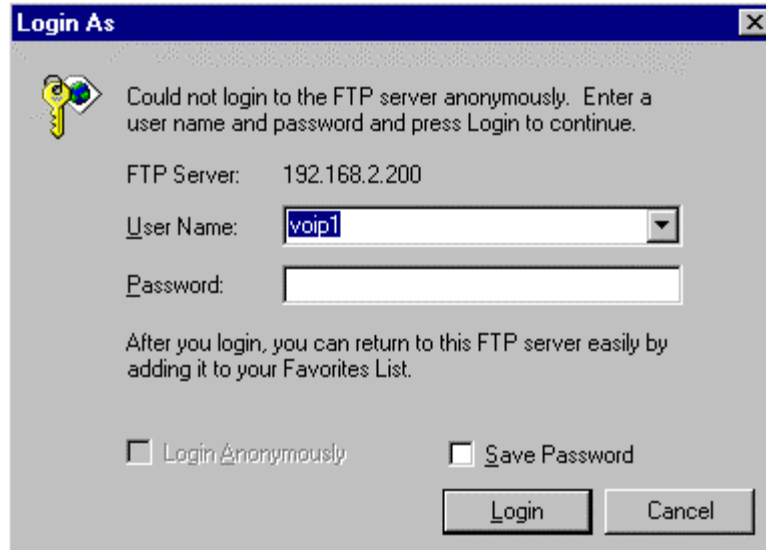 Login As
Could not login to the FTP server anonymously. Enter a
user name and password and press Login to continue.
FTP Server: 192.168.2.200
User Name: voip1
Password:
After you login, you can return to this FTP server easily by
adding it to your Favorites List.
Login Anonymously Save Password
Login Cancel